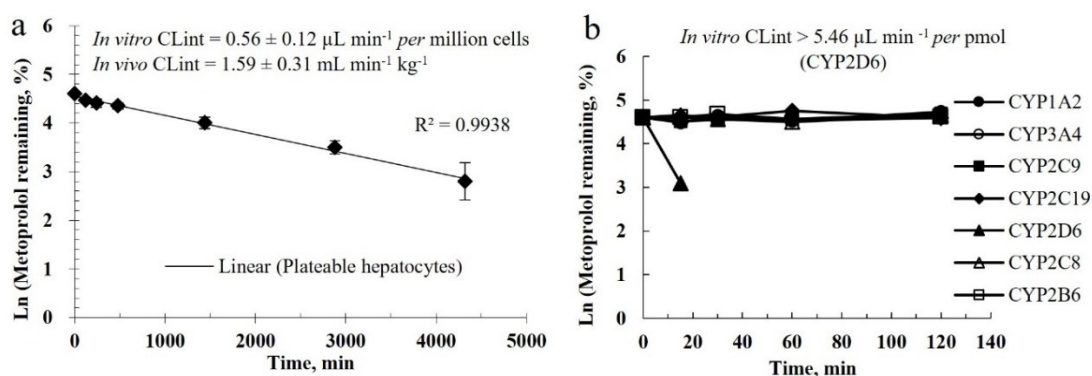 a
In vitro CLint = 0.56 ± 0.12 µL min⁻¹ per million cells
In vivo CLint = 1.59 ± 0.31 mL min⁻¹ kg⁻¹
R² = 0.9938
Linear (Plateable hepatocytes)
Ln (Metoprolol remaining, %)
6
5
4
3
2
1
0
0 1000 2000 3000 4000 5000
Time, min
b
In vitro CLint > 5.46 µL min ⁻¹ per pmol
(CYP2D6)
Ln (Metoprolol remaining, %)
6
5
4
3
2
1
0
0 20 40 60 80 100 120 140
Time, min
CYP1A2
CYP3A4
CYP2C9
CYP2C19
CYP2D6
CYP2C8
CYP2B6